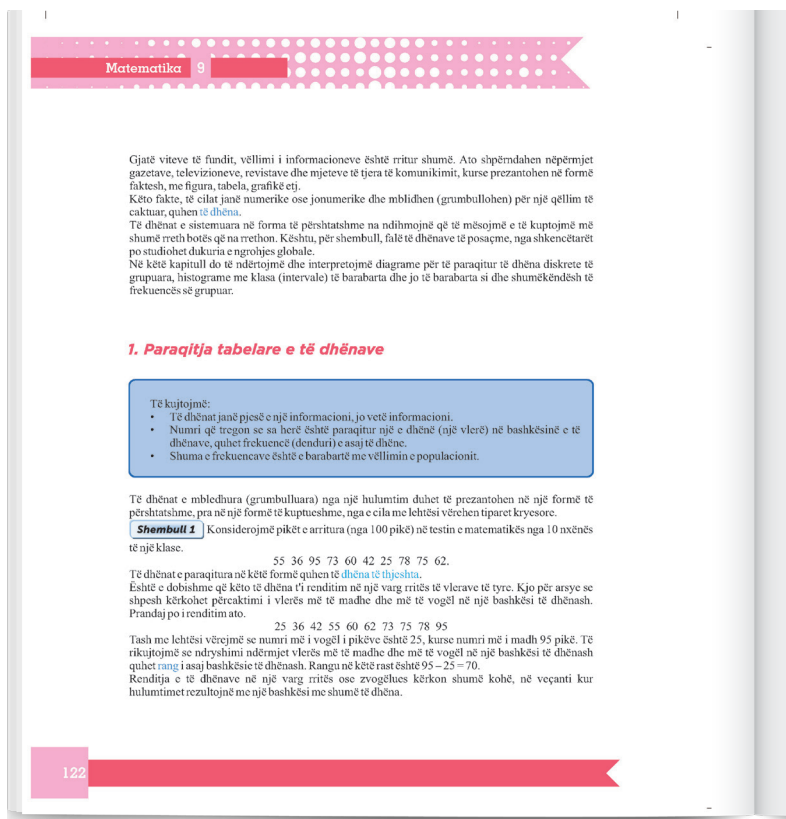 Matematika 9
Gjatë viteve të fundit, vëllimi i informacioneve është rritur shumë. Ato shpërndahen nëpërmjet
gazetave, televizioneve, revistave dhe mjeteve të tjera të komunikimit, kurse prezantohen në formë
faktesh, me figura, tabela, grafikë etj.
Këto fakte, të cilat janë numerike ose jonumerike dhe mblidhen (grumbullohen) për një qëllim të
caktuar, quhen të dhëna.
Të dhënat e sistemuara në forma të përshtatshme na ndihmojnë që të mësojmë e të kuptojmë më
shumë rreth botës që na rrethon. Kështu, për shembull, falë të dhënave të posaçme, nga shkencëtarët
po studiohet dukuria e ngrohjes globale.
Në këtë kapitull do të ndërtojmë dhe interpretojmë diagrame për të paraqitur të dhëna diskrete të
grupuara, histograme me klasa (intervale) të barabarta dhe jo të barabarta si dhe shumëkëndësh të
frekuencës së grupuar.
1. Paraqitja tabelare e të dhënave
Të kujtojmë:
• Të dhënat janë pjesë e një informacioni, jo vetë informacioni.
• Numri që tregon se sa herë është paraqitur një e dhënë (një vlerë) në bashkësinë e të
dhënave, quhet frekuencë (denduri) e asaj të dhëne.
• Shuma e frekuencave është e barabartë me vëllimin e populacionit.
Të dhënat e mbledhura (grumbulluara) nga një hulumtim duhet të prezantohen në një formë të
përshtatshme, pra në një formë të kuptueshme, nga e cila me lehtësi vërehen tiparet kryesore.
Shembull 1 Konsiderojmë pikët e arritura (nga 100 pikë) në testin e matematikës nga 10 nxënës
të një klase.
55 36 95 73 60 42 25 78 75 62.
Të dhënat e paraqitura në këtë formë quhen të dhëna të thjeshta.
Është e dobishme që këto të dhëna t'i renditim në një varg rritës të vlerave të tyre. Kjo për arsye se
shpesh kërkohet përcaktimi i vlerës më të madhe dhe më të vogël në një bashkësi të dhënash.
Prandaj po i renditim ato.
25 36 42 55 60 62 73 75 78 95
Tash me lehtësi vërejmë se numri më i vogël i pikëve është 25, kurse numri më i madh 95 pikë. Të
rikujtojmë se ndryshimi ndërmjet vlerës më të madhe dhe më të vogël në një bashkësi të dhënash
quhet rang i asaj bashkësie të dhënash. Rangu në këtë rast është 95 – 25 = 70.
Renditja e të dhënave në një varg rritës ose zvogëlues kërkon shumë kohë, në veçanti kur
hulumtimet rezultojnë me një bashkësi me shumë të dhëna.
122